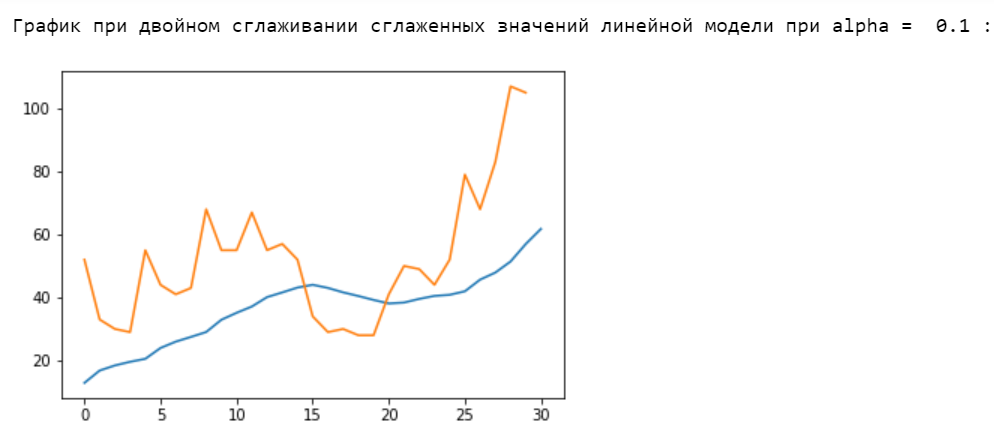 График при двойном сглаживании сглаженных значений линейной модели при alpha =  0.1 :
100
80
60
40
20
0 5 10 15 20 25 30